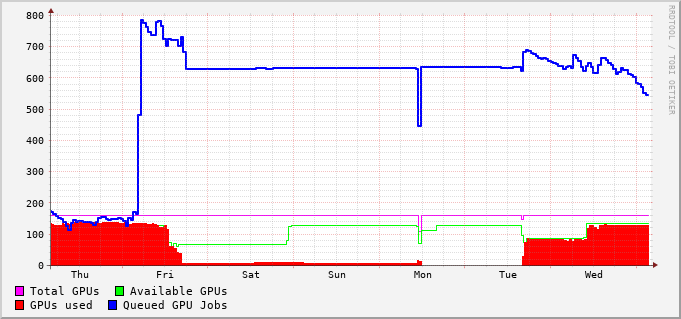 RRDTOOL / TOBI OETIKER
800
700
600
500
400
300
200
100
0
Thu Fri Sat Sun Mon Tue Wed
Total GPUs Available GPUs
GPUs used Queued GPU Jobs